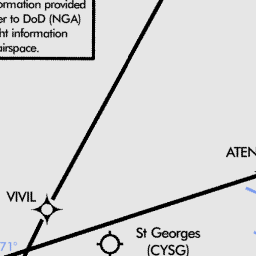 ormation provided
er to DoD (NGA)
ht information
airspace.
ATEN
VIVIL
St Georges
(CYSG)
71°